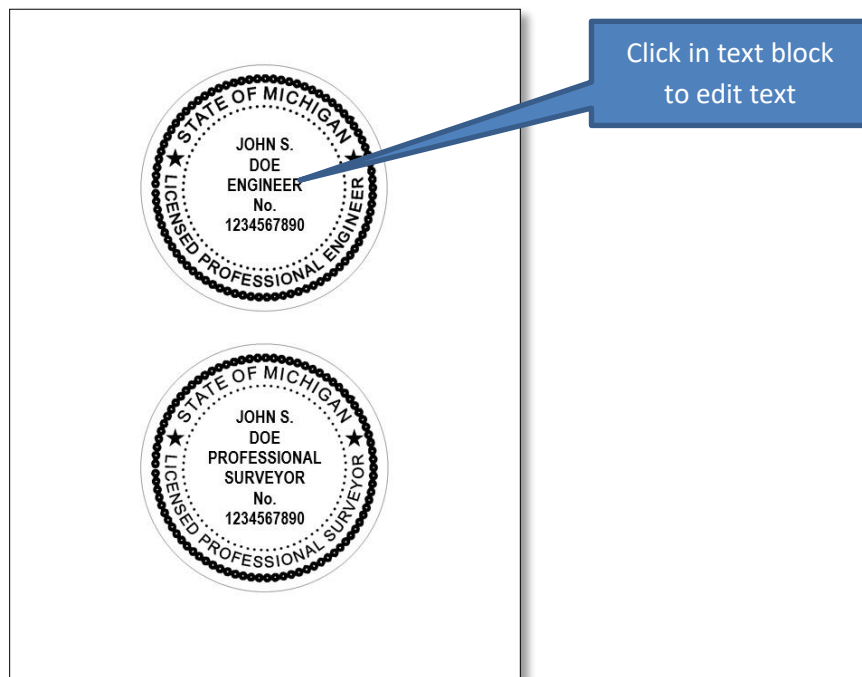 Click in text block
to edit text
STATE OF MICHIGAN
JOHN S.
DOE
ENGINEER
No.
1234567890
LICENSED PROFESSIONAL ENGINEER
STATE OF MICHIGAN
JOHN S.
DOE
PROFESSIONAL
SURVEYOR
No.
1234567890
LICENSED PROFESSIONAL SURVEYOR